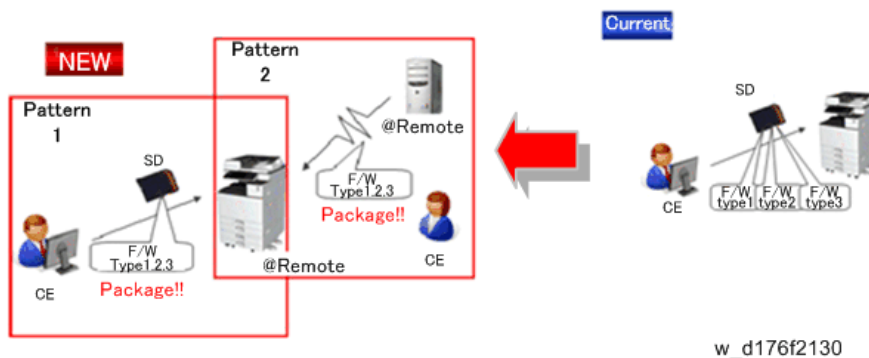 NEW
Pattern
1
SD
F/W
Type1.2.3
Package!!
CE
Pattern
2
@Remote
F/W
Type1.2.3
Package!!
CE
@Remote
Current
SD
CE
F/W
type1
F/W
type2
F/W
type3
w_d176f2130